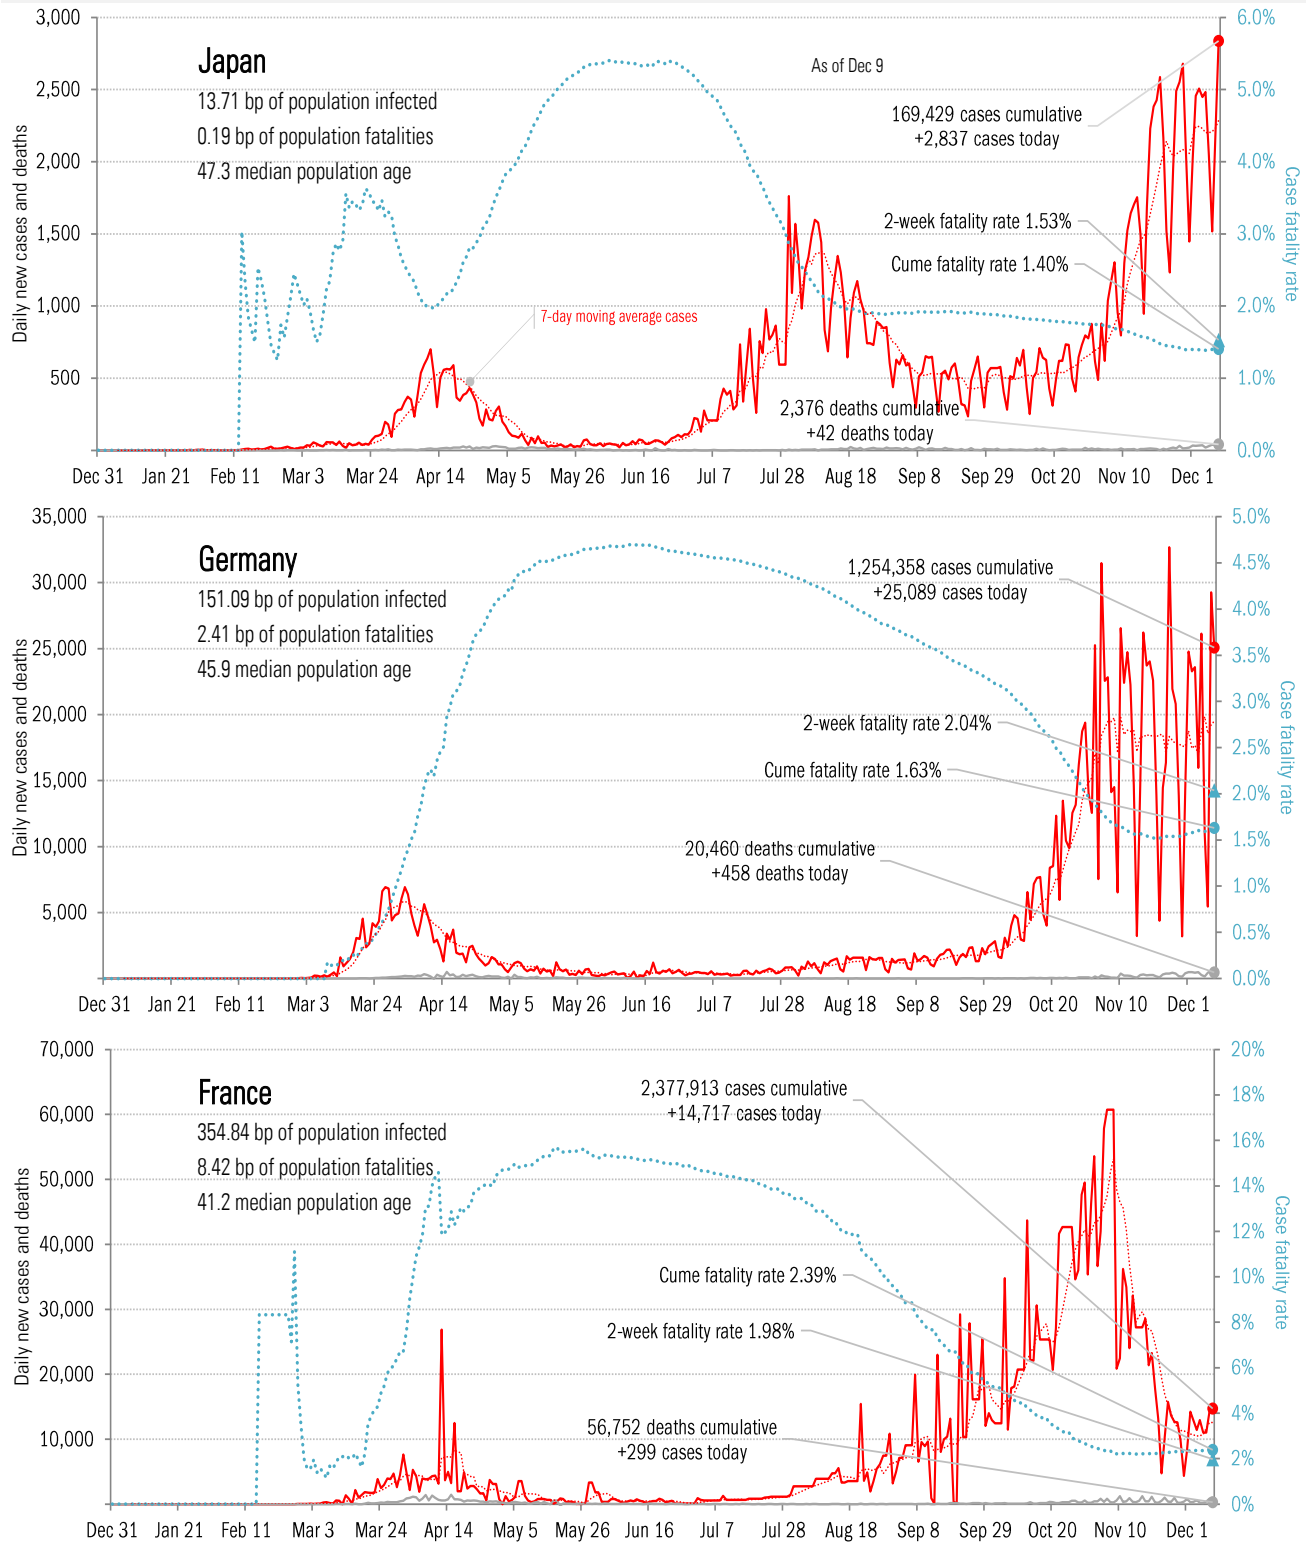 3,000
6.0%
Japan
13.71 bp of population infected
0.19 bp of population fatalities
47.3 median population age
As of Dec 9
2,500
5.0%
169,429 cases cumulative
+2,837 cases today
2,000
4.0%
Daily new cases and deaths
Case fatality rate
2-week fatality rate 1.53%
1,500
3.0%
Cume fatality rate 1.40%
1,000
2.0%
7-day moving average cases
500
1.0%
2,376 deaths cumulative
+42 deaths today
0.0%
Dec 31 Jan 21 Feb 11 Mar 3 Mar 24 Apr 14 May 5 May 26 Jun 16 Jul 7 Jul 28 Aug 18 Sep 8 Sep 29 Oct 20 Nov 10 Dec 1
35,000
5.0%
Germany
151.09 bp of population infected
2.41 bp of population fatalities
45.9 median population age
1,254,358 cases cumulative
+25,089 cases today
4.5%
30,000
4.0%
25,000
3.5%
Daily new cases and deaths
Case fatality rate
20,000
3.0%
2-week fatality rate 2.04%
2.5%
Cume fatality rate 1.63%
15,000
2.0%
1.5%
10,000
20,460 deaths cumulative
+458 deaths today
1.0%
5,000
0.5%
0.0%
Dec 31 Jan 21 Feb 11 Mar 3 Mar 24 Apr 14 May 5 May 26 Jun 16 Jul 7 Jul 28 Aug 18 Sep 8 Sep 29 Oct 20 Nov 10 Dec 1
70,000
20%
France
354.84 bp of population infected
8.42 bp of population fatalities
41.2 median population age
2,377,913 cases cumulative
+14,717 cases today
18%
60,000
16%
50,000
14%
Daily new cases and deaths
Case fatality rate
40,000
12%
Cume fatality rate 2.39%
10%
30,000
2-week fatality rate 1.98%
8%
20,000
6%
56,752 deaths cumulative
+299 cases today
4%
10,000
2%
0%
Dec 31 Jan 21 Feb 11 Mar 3 Mar 24 Apr 14 May 5 May 26 Jun 16 Jul 7 Jul 28 Aug 18 Sep 8 Sep 29 Oct 20 Nov 10 Dec 1